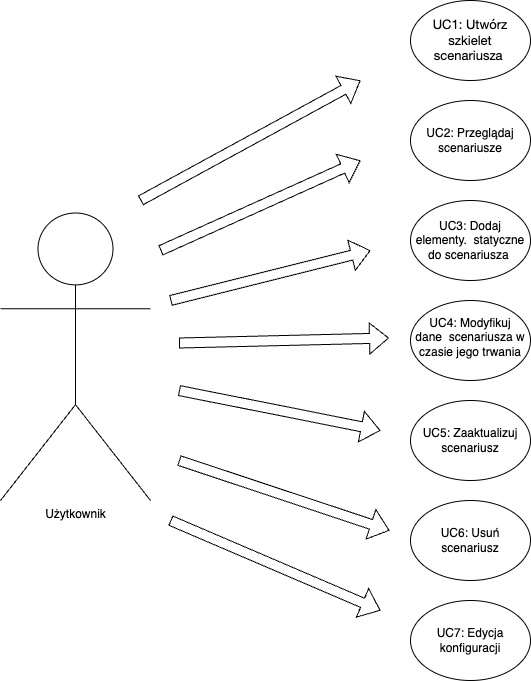 UC1: Utwórz
szkielet
scenariusza
UC2: Przeglądaj
scenariusze
UC3: Dodaj
elementy. statyczne
do scenariusza
UC4: Modyfikuj
dane scenariusza w
czasie jego trwania
UC5: Zaaktualizuj
scenariusz
Użytkownik
UC6: Usuń
scenariusz
UC7: Edycja
konfiguracji